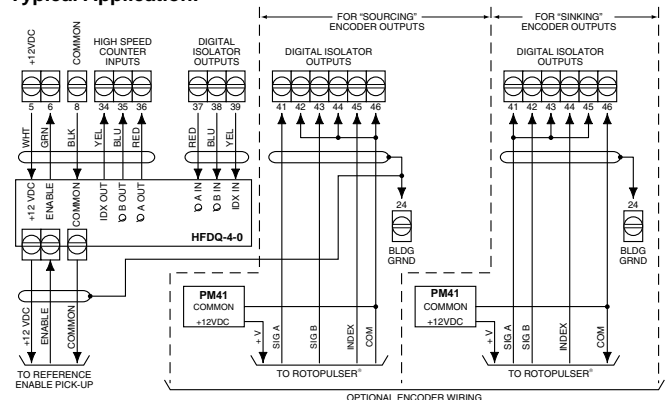 Typical Application:
FOR "SOURCING"
ENCODER OUTPUTS
FOR "SINKING"
ENCODER OUTPUTS
+12VDC
COMMON
HIGH SPEED
COUNTER
INPUTS
DIGITAL
ISOLATOR
OUTPUTS
DIGITAL ISOLATOR
OUTPUTS
DIGITAL ISOLATOR
OUTPUTS
5 6 8 34 35 36 37 38 39 41 42 43 44 45 46 41 42 43 44 45 46
WHT
GRN
BLK
YEL
BLU
RED
RED
BLU
YEL
+12 VDC
ENABLE
COMMON
IDX OUT
Ø B OUT
Ø A OUT
Ø A IN
Ø B IN
IDX IN
HFDQ-4-0
24
BLDG
GRND
24
BLDG
GRND
PM41
COMMON
+12VDC
PM41
COMMON
+12VDC
+12 VDC
ENABLE
COMMON
+ V
SIG A
SIG B
INDEX
COM
+ V
SIG A
SIG B
INDEX
COM
TO REFERENCE
ENABLE PICK-UP
TO ROTOPULSER®
TO ROTOPULSER®
OPTIONAL ENCODER WIRING